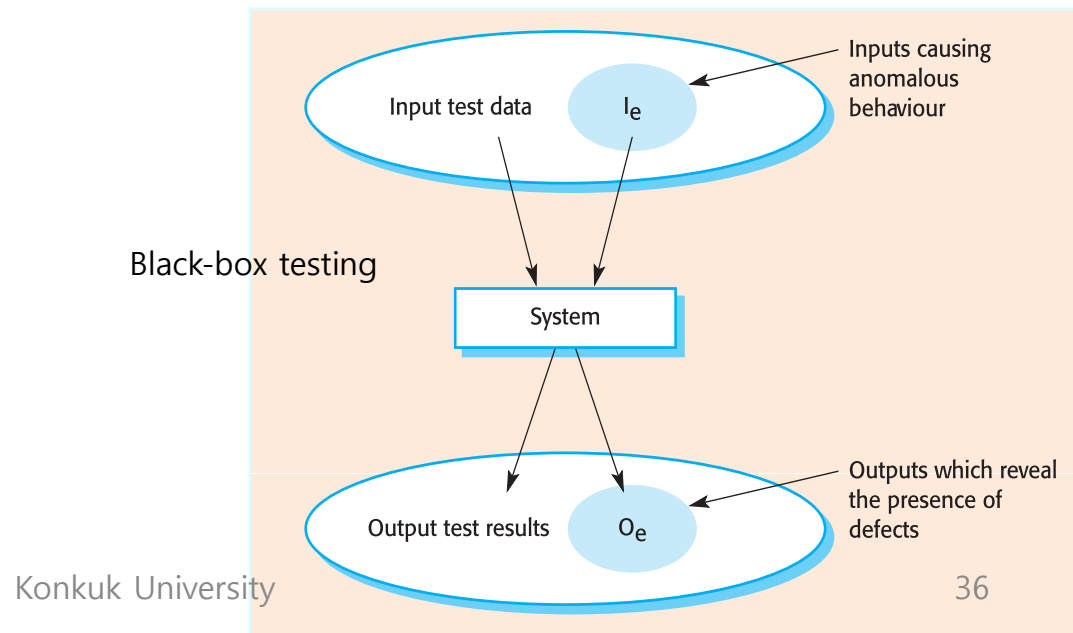 Inputs causing
anomalous
behaviour
Input test data
Ie
Black-box testing
System
Outputs which reveal
the presence of
defects
Output test results
Oe
Konkuk University
36